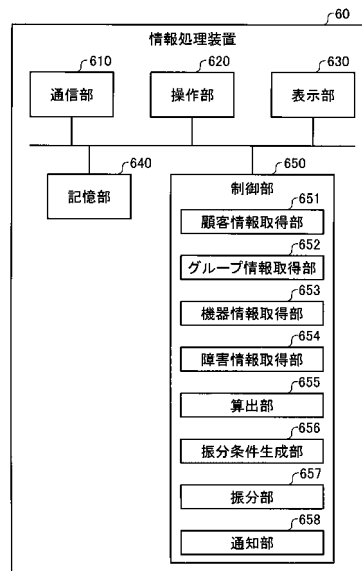 60
情報処理装置
610
620
630
通信部
操作部
表示部
640
650
記憶部
制御部
651
顧客情報取得部
652
グループ情報取得部
653
機器情報取得部
654
障害情報取得部
655
算出部
656
振分条件生成部
657
振分部
658
通知部